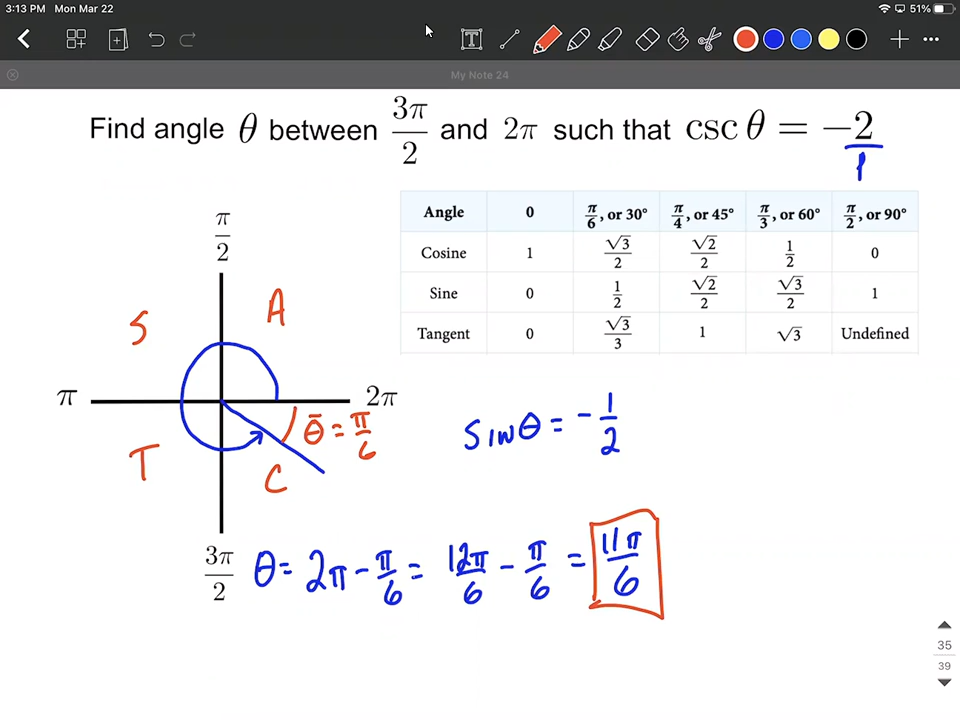 3:13 PM Mon Mar 22 51%
My Note 24
Find angle θ between 3π/2 and 2π such that csc θ = −2/1
Angle 0 π/6, or 30° π/4, or 45° π/3, or 60° π/2, or 90°
Cosine 1 √3/2 √2/2 1/2 0
Sine 0 1/2 √2/2 √3/2 1
Tangent 0 √3/3 1 √3 Undefined
π/2
S A
π 2π
θ̄ = π/6
T C
sin θ = −1/2
3π/2
θ = 2π − π/6 = 12π/6 − π/6 = 11π/6
35
39